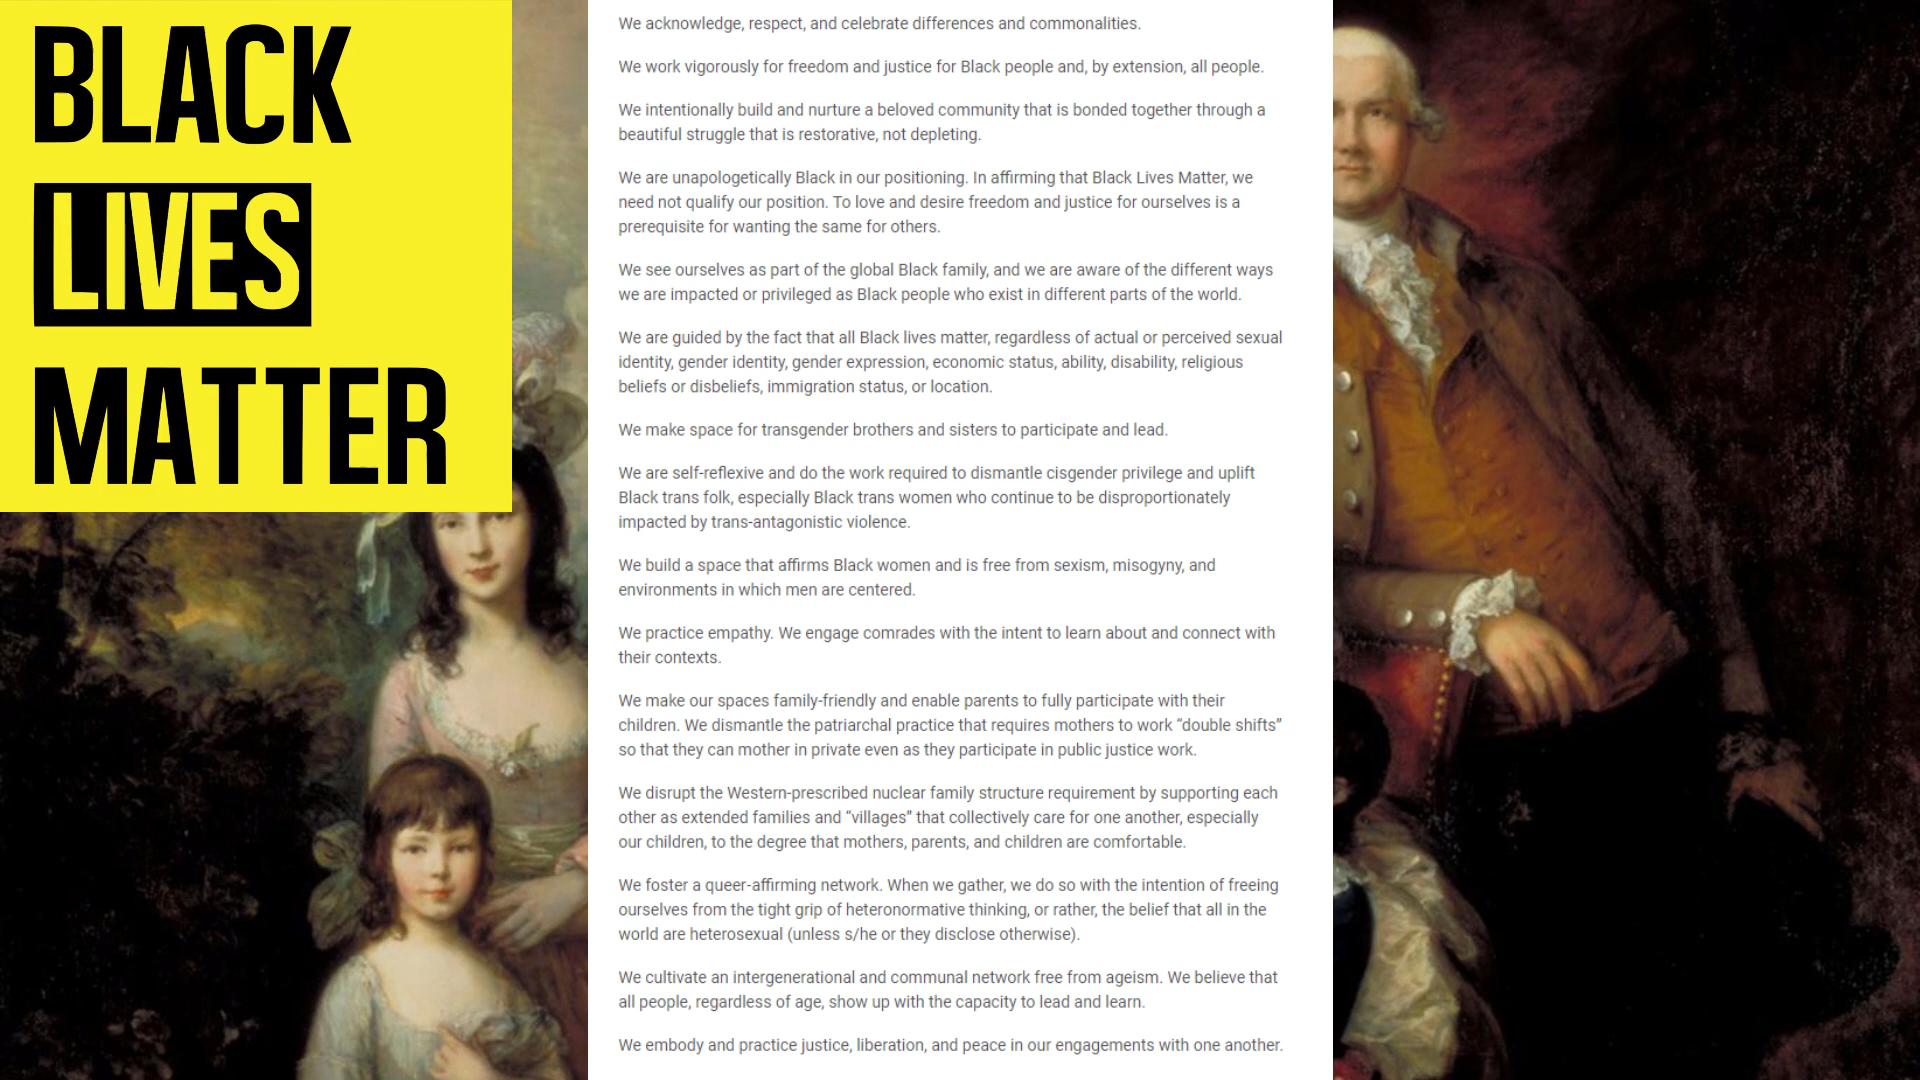 BLACK
LIVES
MATTER
We acknowledge, respect, and celebrate differences and commonalities.
We work vigorously for freedom and justice for Black people and, by extension, all people.
We intentionally build and nurture a beloved community that is bonded together through a
beautiful struggle that is restorative, not depleting.
We are unapologetically Black in our positioning. In affirming that Black Lives Matter, we
need not qualify our position. To love and desire freedom and justice for ourselves is a
prerequisite for wanting the same for others.
We see ourselves as part of the global Black family, and we are aware of the different ways
we are impacted or privileged as Black people who exist in different parts of the world.
We are guided by the fact that all Black lives matter, regardless of actual or perceived sexual
identity, gender identity, gender expression, economic status, ability, disability, religious
beliefs or disbeliefs, immigration status, or location.
We make space for transgender brothers and sisters to participate and lead.
We are self-reflexive and do the work required to dismantle cisgender privilege and uplift
Black trans folk, especially Black trans women who continue to be disproportionately
impacted by trans-antagonistic violence.
We build a space that affirms Black women and is free from sexism, misogyny, and
environments in which men are centered.
We practice empathy. We engage comrades with the intent to learn about and connect with
their contexts.
We make our spaces family-friendly and enable parents to fully participate with their
children. We dismantle the patriarchal practice that requires mothers to work “double shifts”
so that they can mother in private even as they participate in public justice work.
We disrupt the Western-prescribed nuclear family structure requirement by supporting each
other as extended families and “villages” that collectively care for one another, especially
our children, to the degree that mothers, parents, and children are comfortable.
We foster a queer-affirming network. When we gather, we do so with the intention of freeing
ourselves from the tight grip of heteronormative thinking, or rather, the belief that all in the
world are heterosexual (unless s/he or they disclose otherwise).
We cultivate an intergenerational and communal network free from ageism. We believe that
all people, regardless of age, show up with the capacity to lead and learn.
We embody and practice justice, liberation, and peace in our engagements with one another.